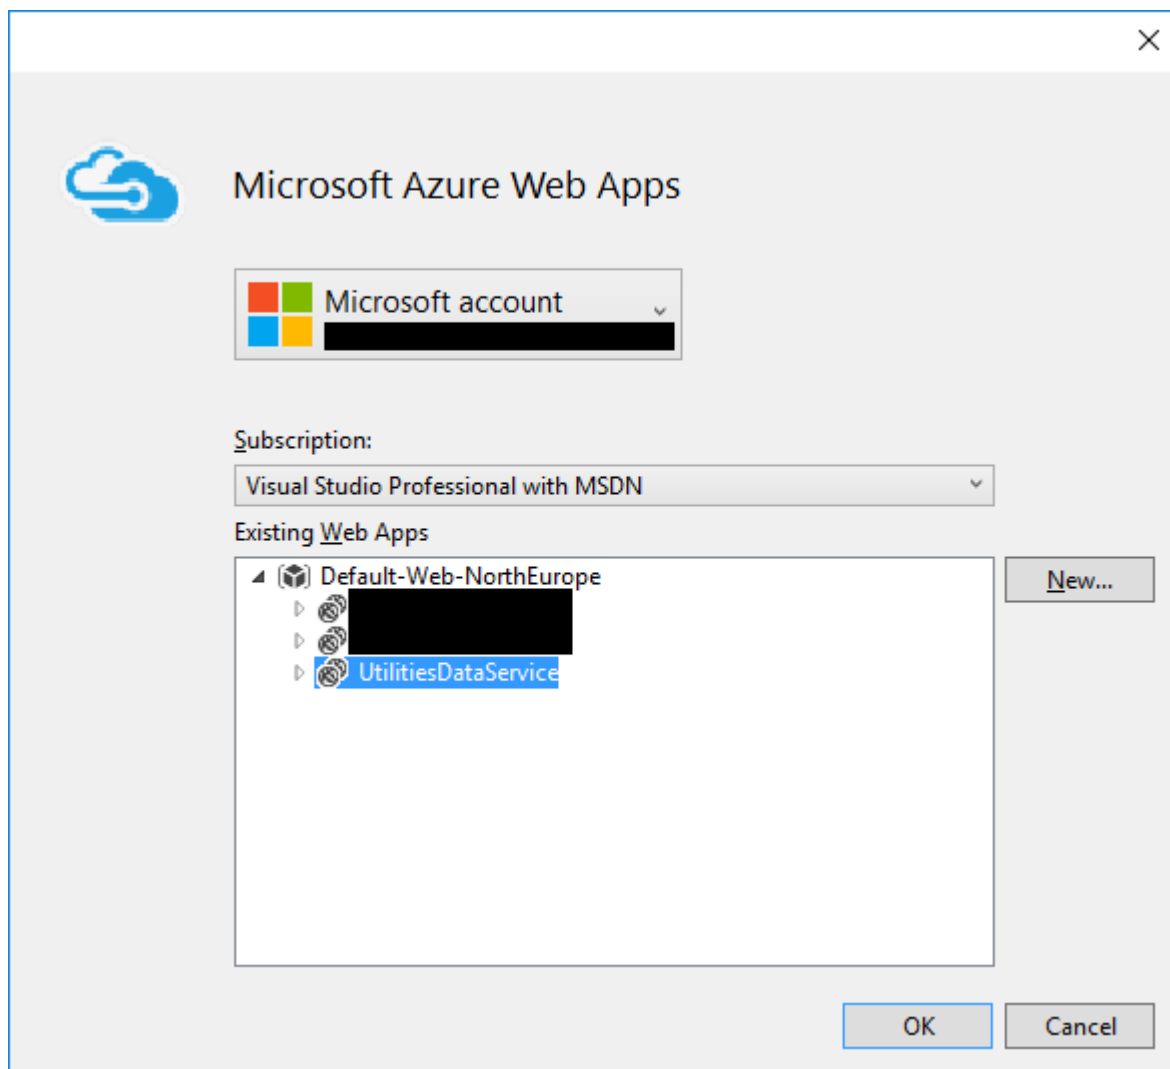 Microsoft Azure Web Apps
Microsoft account
Subscription:
Visual Studio Professional with MSDN
Existing Web Apps
Default-Web-NorthEurope
New...
UtilitiesDataService
OK
Cancel